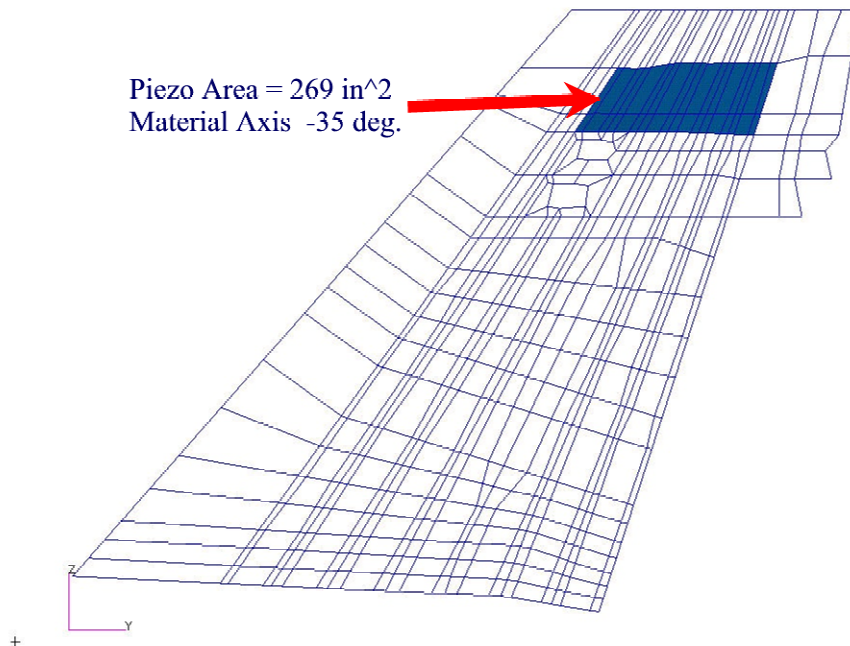 Piezo Area = 269 in^2
Material Axis -35 deg.
Z
Y